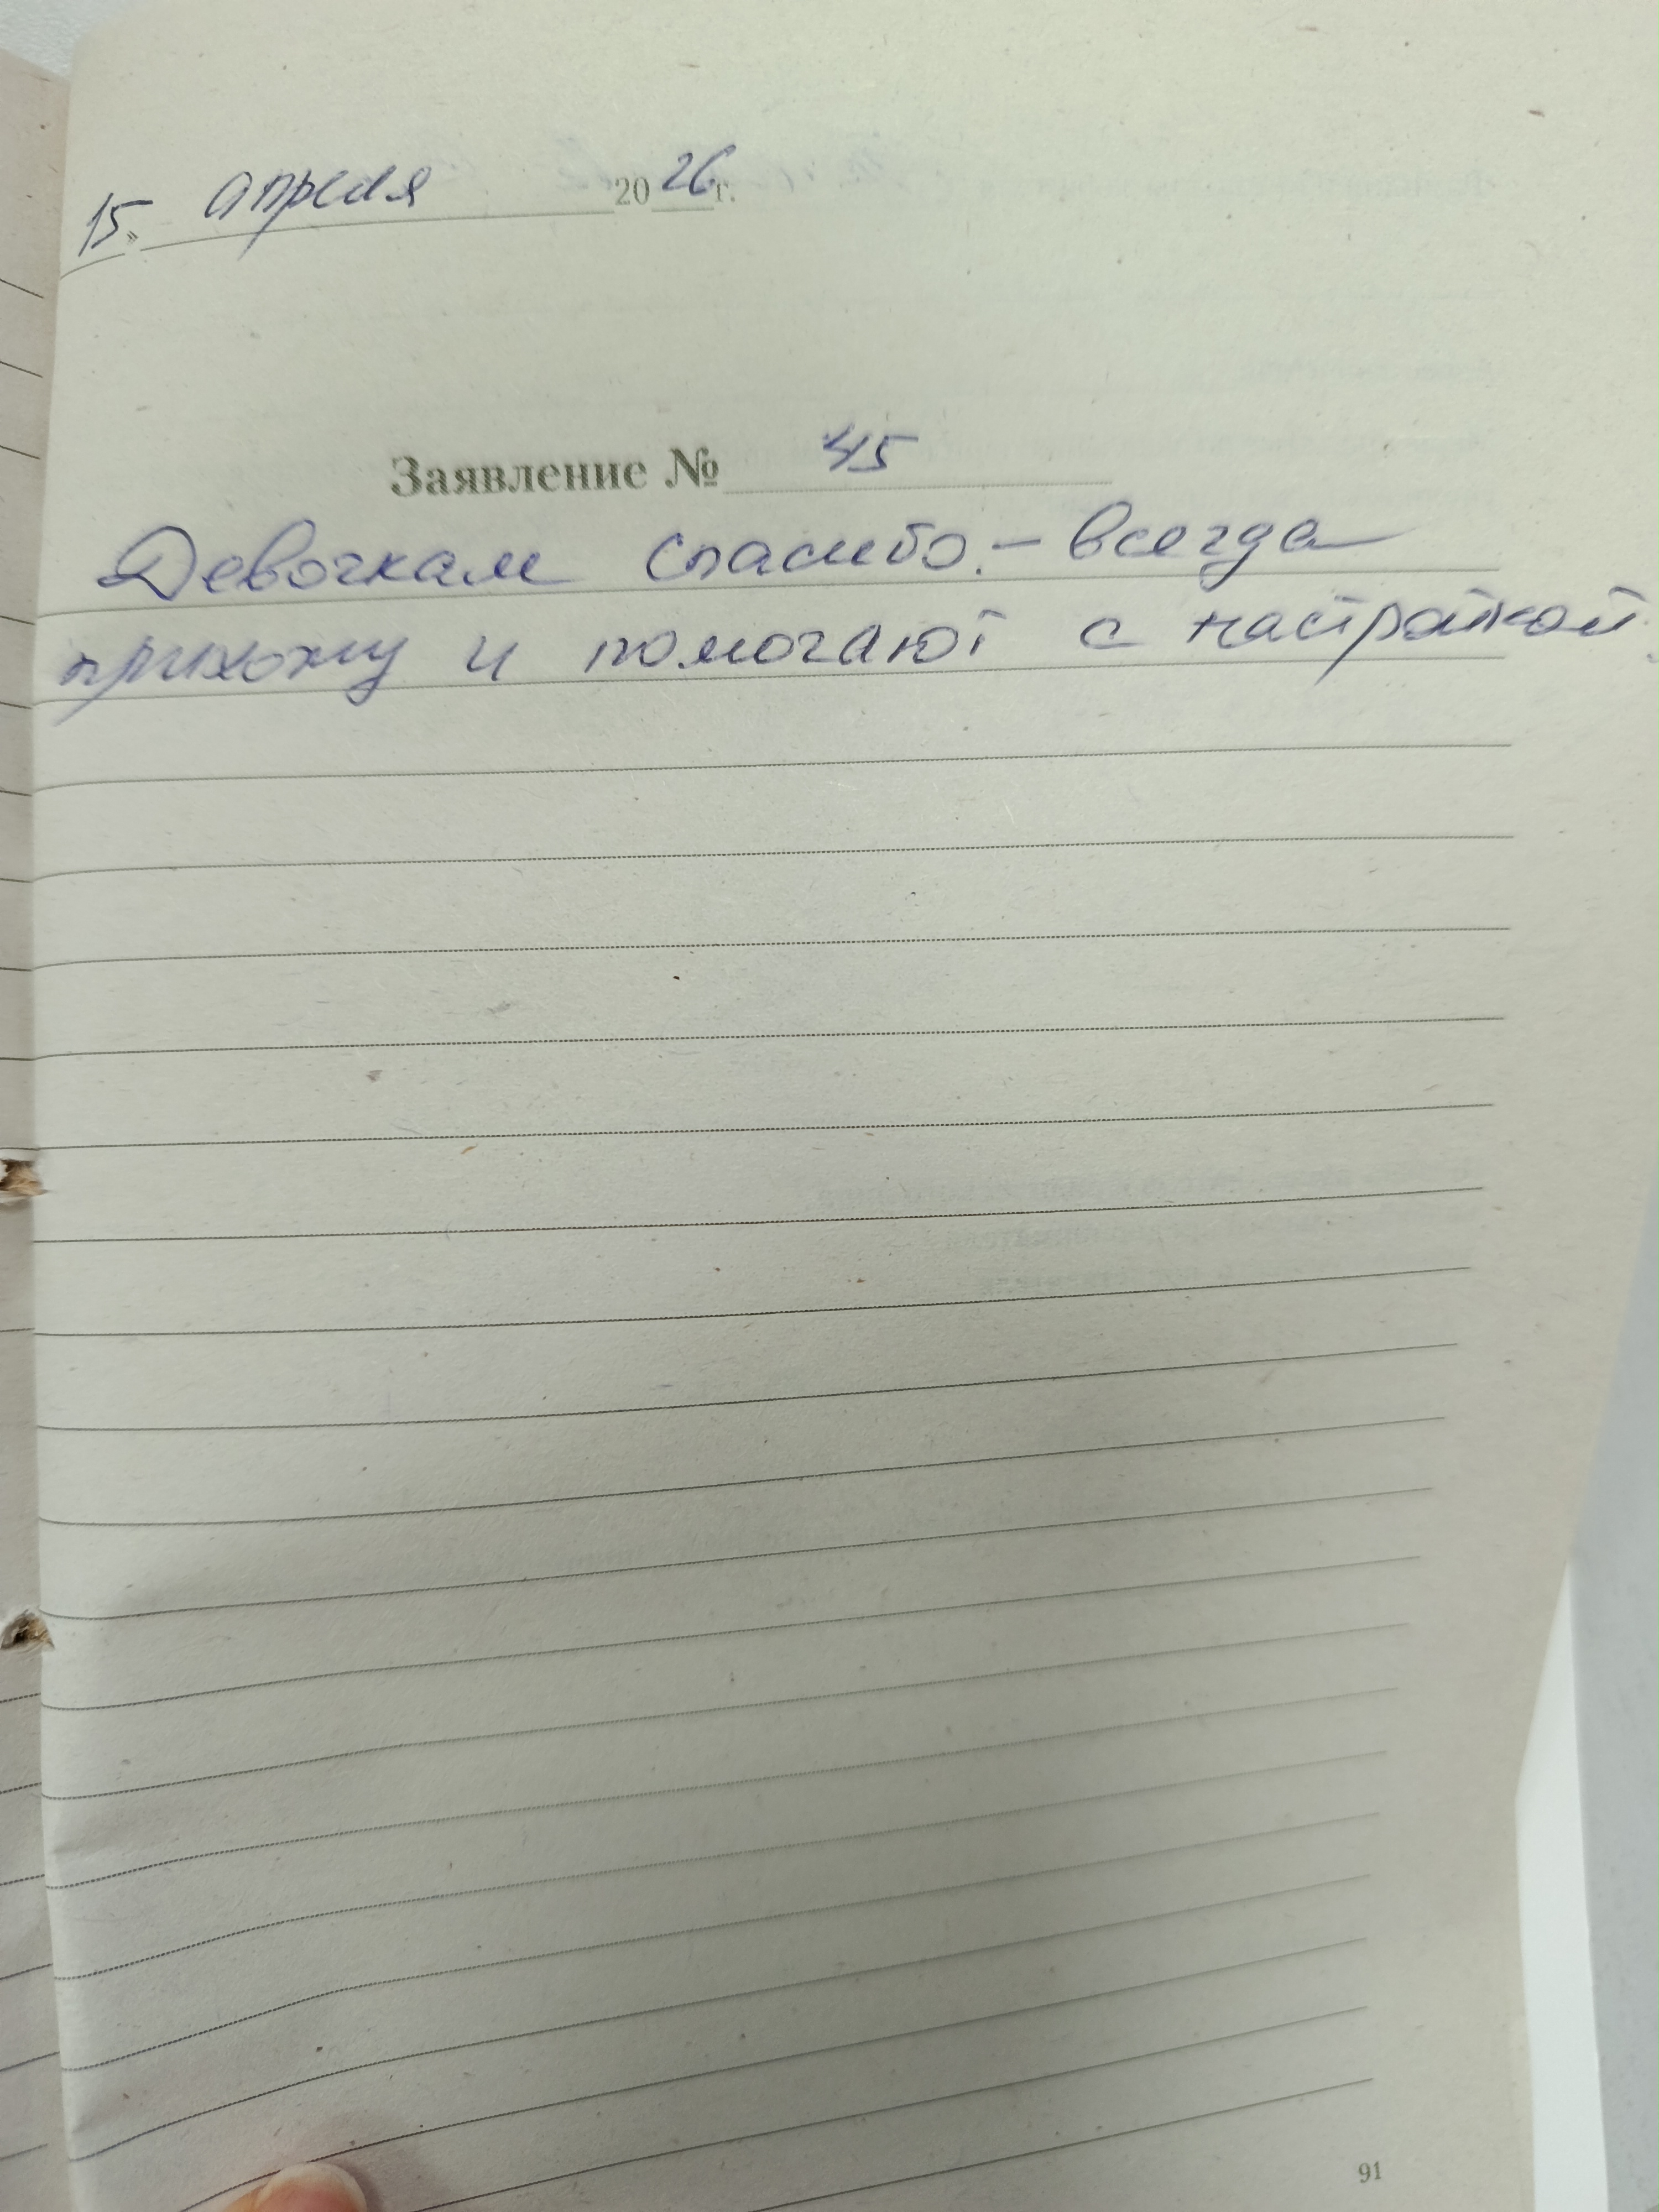 15 » апреля 2026 г.
Заявление № 45
Девочкам спасибо. – всегда
прихожу и помогают с настройкой.
91